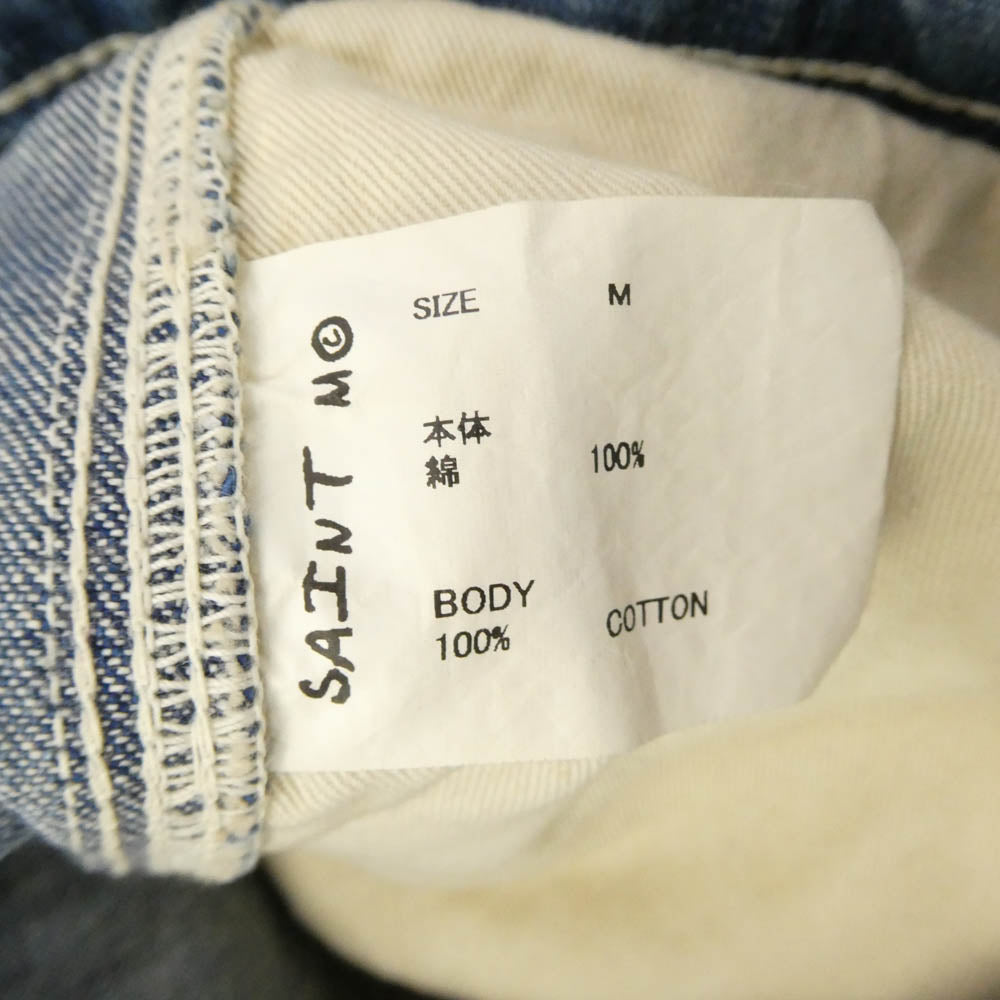 SAINT M
SIZE M
本体
綿 100%
BODY
100% COTTON